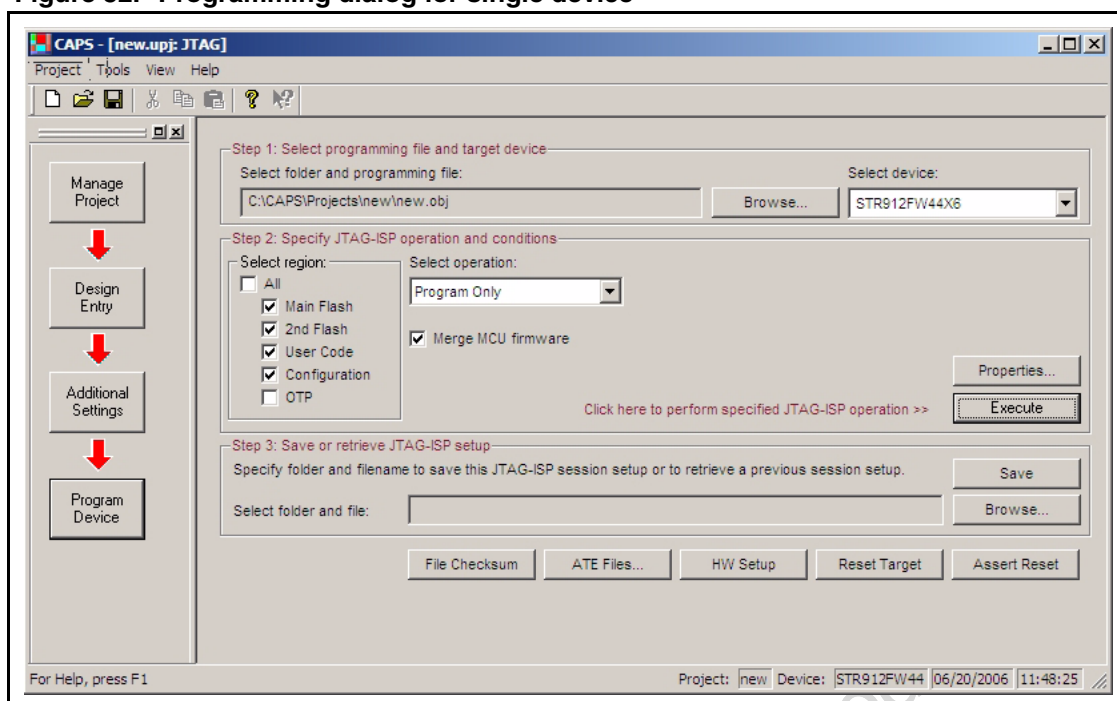 Figure 52. Programming dialog for single device
CAPS - [new.upj: JTAG]
Project Tools View Help
Manage
Project
Design
Entry
Additional
Settings
Program
Device
Step 1: Select programming file and target device
Select folder and programming file:
Select device:
C:\CAPS\Projects\new\new.obj
Browse...
STR912FW44X6
Step 2: Specify JTAG-ISP operation and conditions
Select region:
All
Main Flash
2nd Flash
User Code
Configuration
OTP
Select operation:
Program Only
Merge MCU firmware
Properties...
Click here to perform specified JTAG-ISP operation >>
Execute
Step 3: Save or retrieve JTAG-ISP setup
Specify folder and filename to save this JTAG-ISP session setup or to retrieve a previous session setup.
Save
Select folder and file:
Browse...
File Checksum
ATE Files...
HW Setup
Reset Target
Assert Reset
For Help, press F1
Project: new Device: STR912FW44 06/20/2006 11:48:25